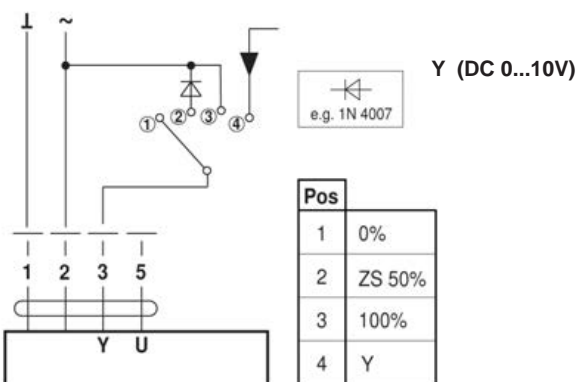 ⊥ ~
Y (DC 0...10V)
e.g. 1N 4007
① ② ③ ④
Pos
1 0%
2 ZS 50%
3 100%
4 Y
1 2 3 5
Y U